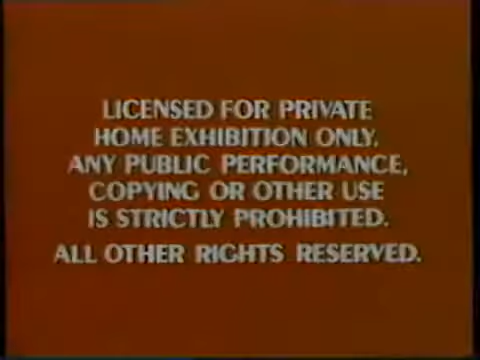 LICENSED FOR PRIVATE
HOME EXHIBITION ONLY.
ANY PUBLIC PERFORMANCE,
COPYING OR OTHER USE
IS STRICTLY PROHIBITED.
ALL OTHER RIGHTS RESERVED.